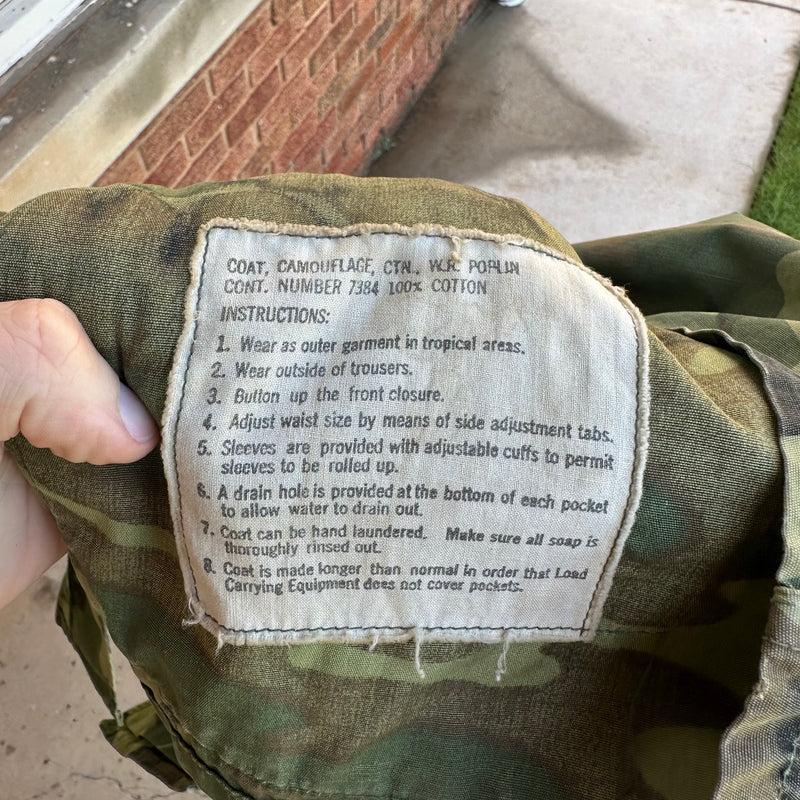 COAT, CAMOUFLAGE, CTN., W.R. POPLIN
CONT. NUMBER 7384 100% COTTON
INSTRUCTIONS:
1. Wear as outer garment in tropical areas.
2. Wear outside of trousers.
3. Button up the front closure.
4. Adjust waist size by means of side adjustment tabs.
5. Sleeves are provided with adjustable cuffs to permit
sleeves to be rolled up.
6. A drain hole is provided at the bottom of each pocket
to allow water to drain out.
7. Coat can be hand laundered. Make sure all soap is
thoroughly rinsed out.
8. Coat is made longer than normal in order that Load
Carrying Equipment does not cover pockets.